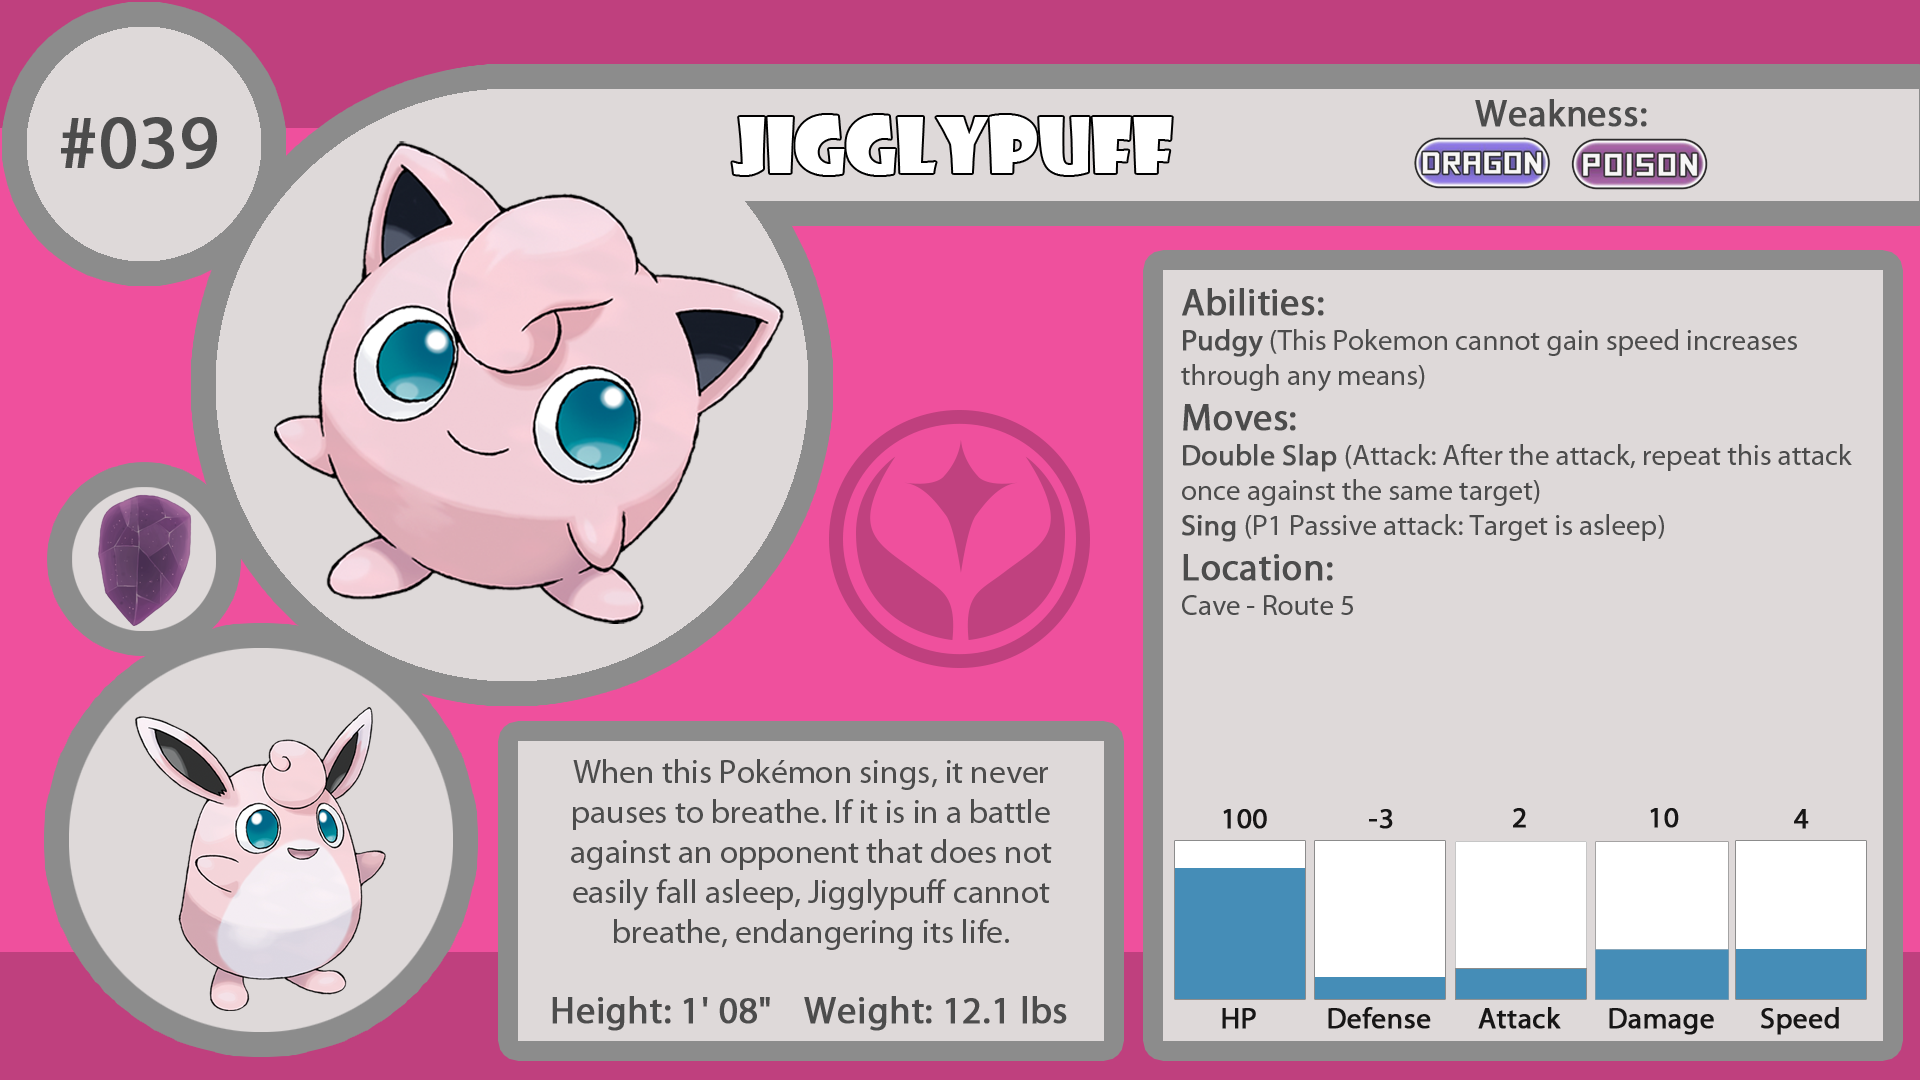 #039
JIGGLYPUFF
Weakness:
DRAGON POISON
Abilities:
Pudgy (This Pokemon cannot gain speed increases
through any means)
Moves:
Double Slap (Attack: After the attack, repeat this attack
once against the same target)
Sing (P1 Passive attack: Target is asleep)
Location:
Cave - Route 5
When this Pokémon sings, it never
pauses to breathe. If it is in a battle
against an opponent that does not
easily fall asleep, Jigglypuff cannot
breathe, endangering its life.
Height: 1' 08" Weight: 12.1 lbs
100 -3 2 10 4
HP Defense Attack Damage Speed